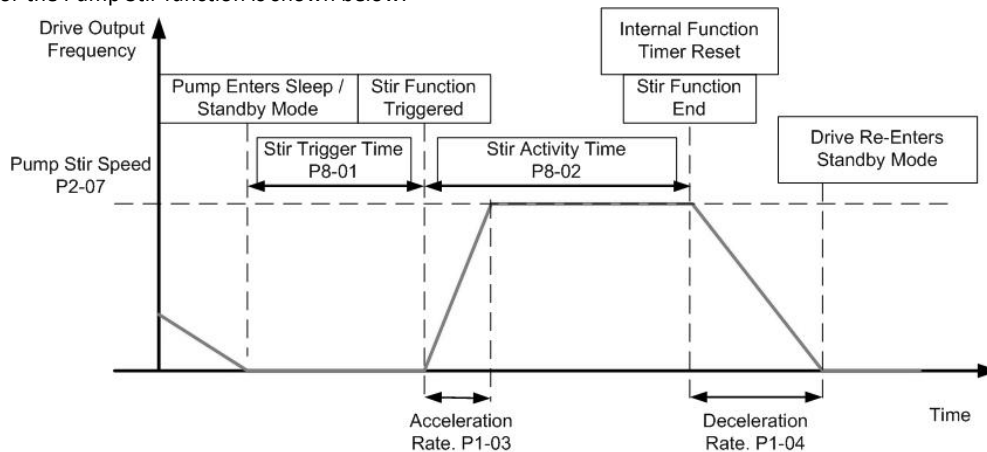 for the Pump Stir function is shown below:
Drive Output
Frequency
Internal Function
Timer Reset
Pump Enters Sleep /
Standby Mode
Stir Function
Triggered
Stir Function
End
Drive Re-Enters
Standby Mode
Stir Trigger Time
P8-01
Stir Activity Time
P8-02
Pump Stir Speed
P2-07
Time
Acceleration
Rate. P1-03
Deceleration
Rate. P1-04